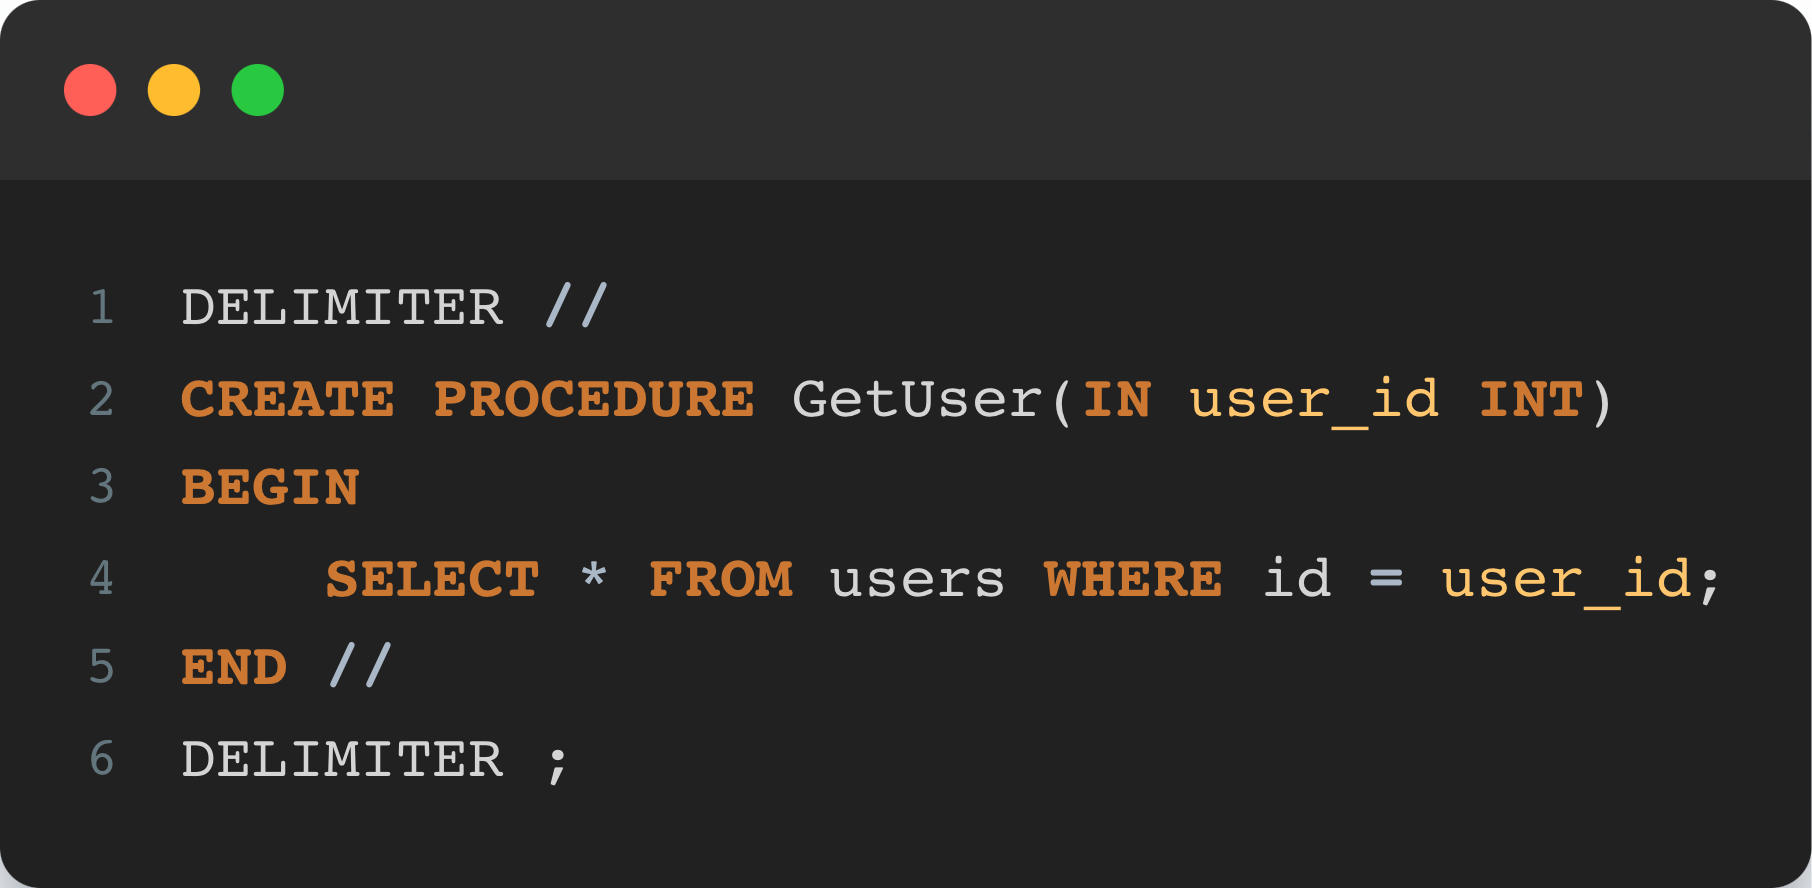 1 DELIMITER //
2 CREATE PROCEDURE GetUser(IN user_id INT)
3 BEGIN
4     SELECT * FROM users WHERE id = user_id;
5 END //
6 DELIMITER ;